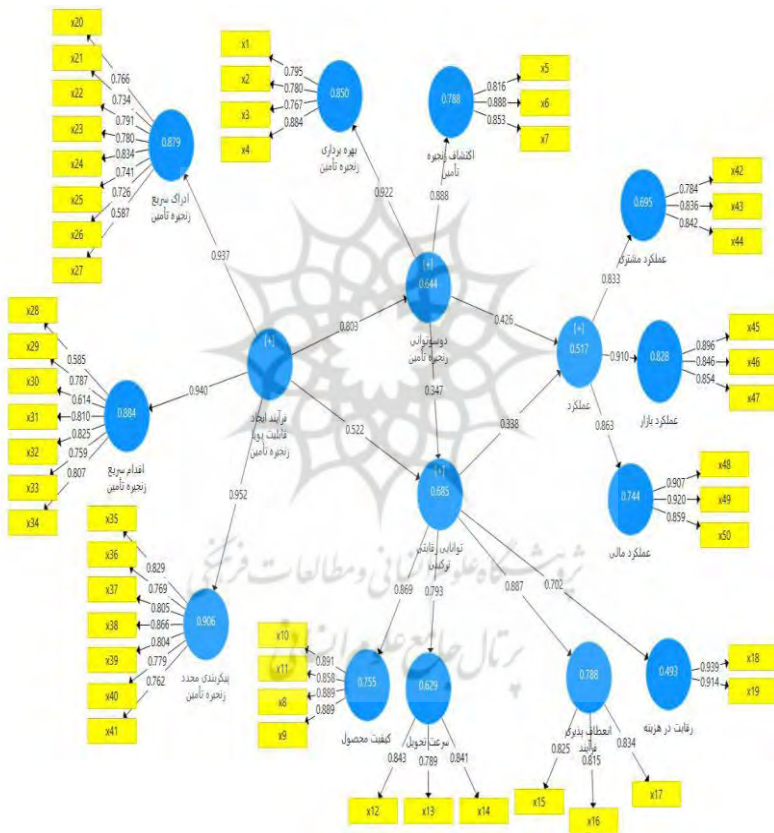 x20
x21
x22
x23
x24
x25
x26
x27
0.766
0.734
0.791
0.780
0.834
0.741
0.726
0.587
0.879
ادراک سریع
زنجیره تأمین
0.937
x1
x2
x3
x4
0.795
0.780
0.767
0.884
0.850
بهره برداری
زنجیره تأمین
0.922
x5
x6
x7
0.816
0.888
0.853
0.788
اکتشاف زنجیره
تأمین
0.888
x42
x43
x44
0.784
0.836
0.842
0.695
عملکرد مشتری
0.833
[+]
0.644
دوسوتوانی
زنجیره تأمین
0.803
0.426
0.347
x28
x29
x30
x31
x32
x33
x34
0.585
0.787
0.614
0.810
0.825
0.759
0.807
0.884
اقدام سریع
زنجیره تأمین
0.940
[+]
فرآیند ایجاد
قابلیت پویا
زنجیره تأمین
0.522
0.952
[+]
0.517
عملکرد
0.910
0.863
0.338
x45
x46
x47
0.896
0.846
0.854
0.828
عملکرد بازار
x48
x49
x50
0.907
0.920
0.859
0.744
عملکرد مالی
[+]
0.685
توانایی رقابتی
ترکیبی
0.869
0.793
0.887
0.702
x35
x36
x37
x38
x39
x40
x41
0.829
0.769
0.805
0.866
0.804
0.779
0.762
0.906
پیکربندی مجدد
زنجیره تأمین
پژوهشگاه علوم انسانی و مطالعات فرهنگی
پرتال جامع علوم انسانی
x10
x11
x8
x9
0.891
0.858
0.889
0.889
0.755
کیفیت محصول
0.629
سرعت تحویل
0.843
0.789
0.841
x12
x13
x14
0.788
انعطاف پذیری
فرآیند
0.825
0.815
0.834
x15
x16
x17
0.493
رقابت در هزینه
0.939
0.914
x18
x19